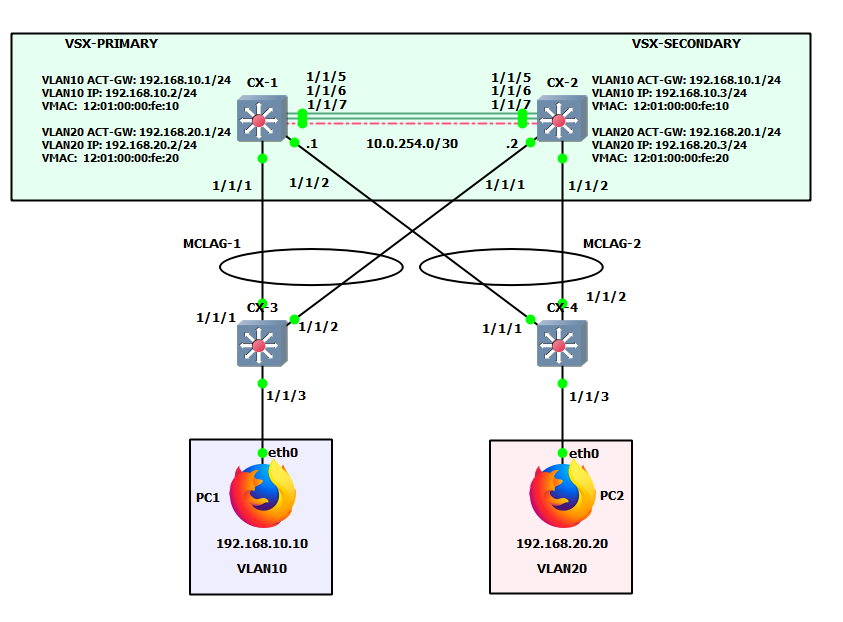 VSX-PRIMARY
VSX-SECONDARY
VLAN10 ACT-GW: 192.168.10.1/24
VLAN10 IP: 192.168.10.2/24
VMAC: 12:01:00:00:fe:10
VLAN20 ACT-GW: 192.168.20.1/24
VLAN20 IP: 192.168.20.2/24
VMAC: 12:01:00:00:fe:20
CX-1
1/1/5
1/1/6
1/1/7
1/1/5
1/1/6
1/1/7
CX-2
VLAN10 ACT-GW: 192.168.10.1/24
VLAN10 IP: 192.168.10.3/24
VMAC: 12:01:00:00:fe:10
VLAN20 ACT-GW: 192.168.20.1/24
VLAN20 IP: 192.168.20.3/24
VMAC: 12:01:00:00:fe:20
.1
10.0.254.0/30
.2
1/1/1
1/1/2
1/1/1
1/1/2
MCLAG-1
MCLAG-2
CX-3
1/1/1
1/1/2
CX-4
1/1/2
1/1/1
1/1/3
1/1/3
eth0
eth0
PC1
PC2
192.168.10.10
192.168.20.20
VLAN10
VLAN20